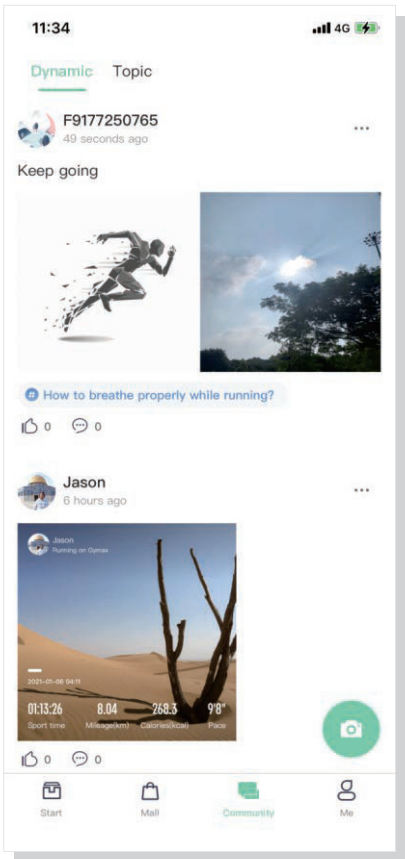 11:34
4G
Dynamic Topic
F9177250765
49 seconds ago
Keep going
# How to breathe properly while running?
0 0
Jason
6 hours ago
Jason
Running on Gymax
2021-01-06 04:11
01:13:26 8.04 268.3 9'8"
Sport time Mileage(km) Calories(kcal) Pace
0 0
Start Mall Community Me